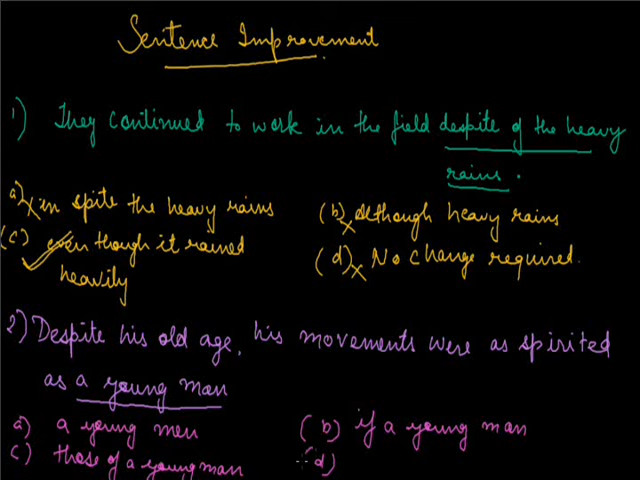 Sentence Improvement
1) They continued to work in the field despite of the heavy
rains.
a) in spite the heavy rains (b) although heavy rains
(c) even though it rained (d) No change required.
heavily
2) Despite his old age, his movements were as spirited
as a young man
a) a young men (b) if a young man
c) those of a young man (d)